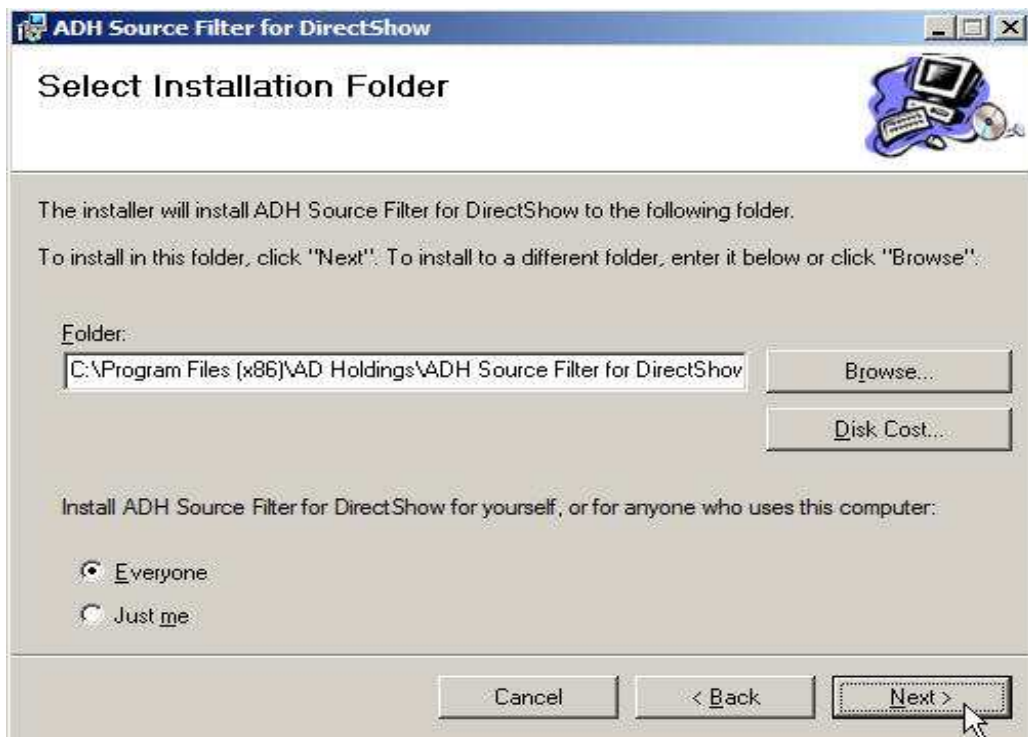 ADH Source Filter for DirectShow
Select Installation Folder
The installer will install ADH Source Filter for DirectShow to the following folder.
To install in this folder, click "Next". To install to a different folder, enter it below or click "Browse".
Folder:
C:\Program Files (x86)\AD Holdings\ADH Source Filter for DirectShov
Browse...
Disk Cost...
Install ADH Source Filter for DirectShow for yourself, or for anyone who uses this computer:
Everyone
Just me
Cancel
< Back
Next >